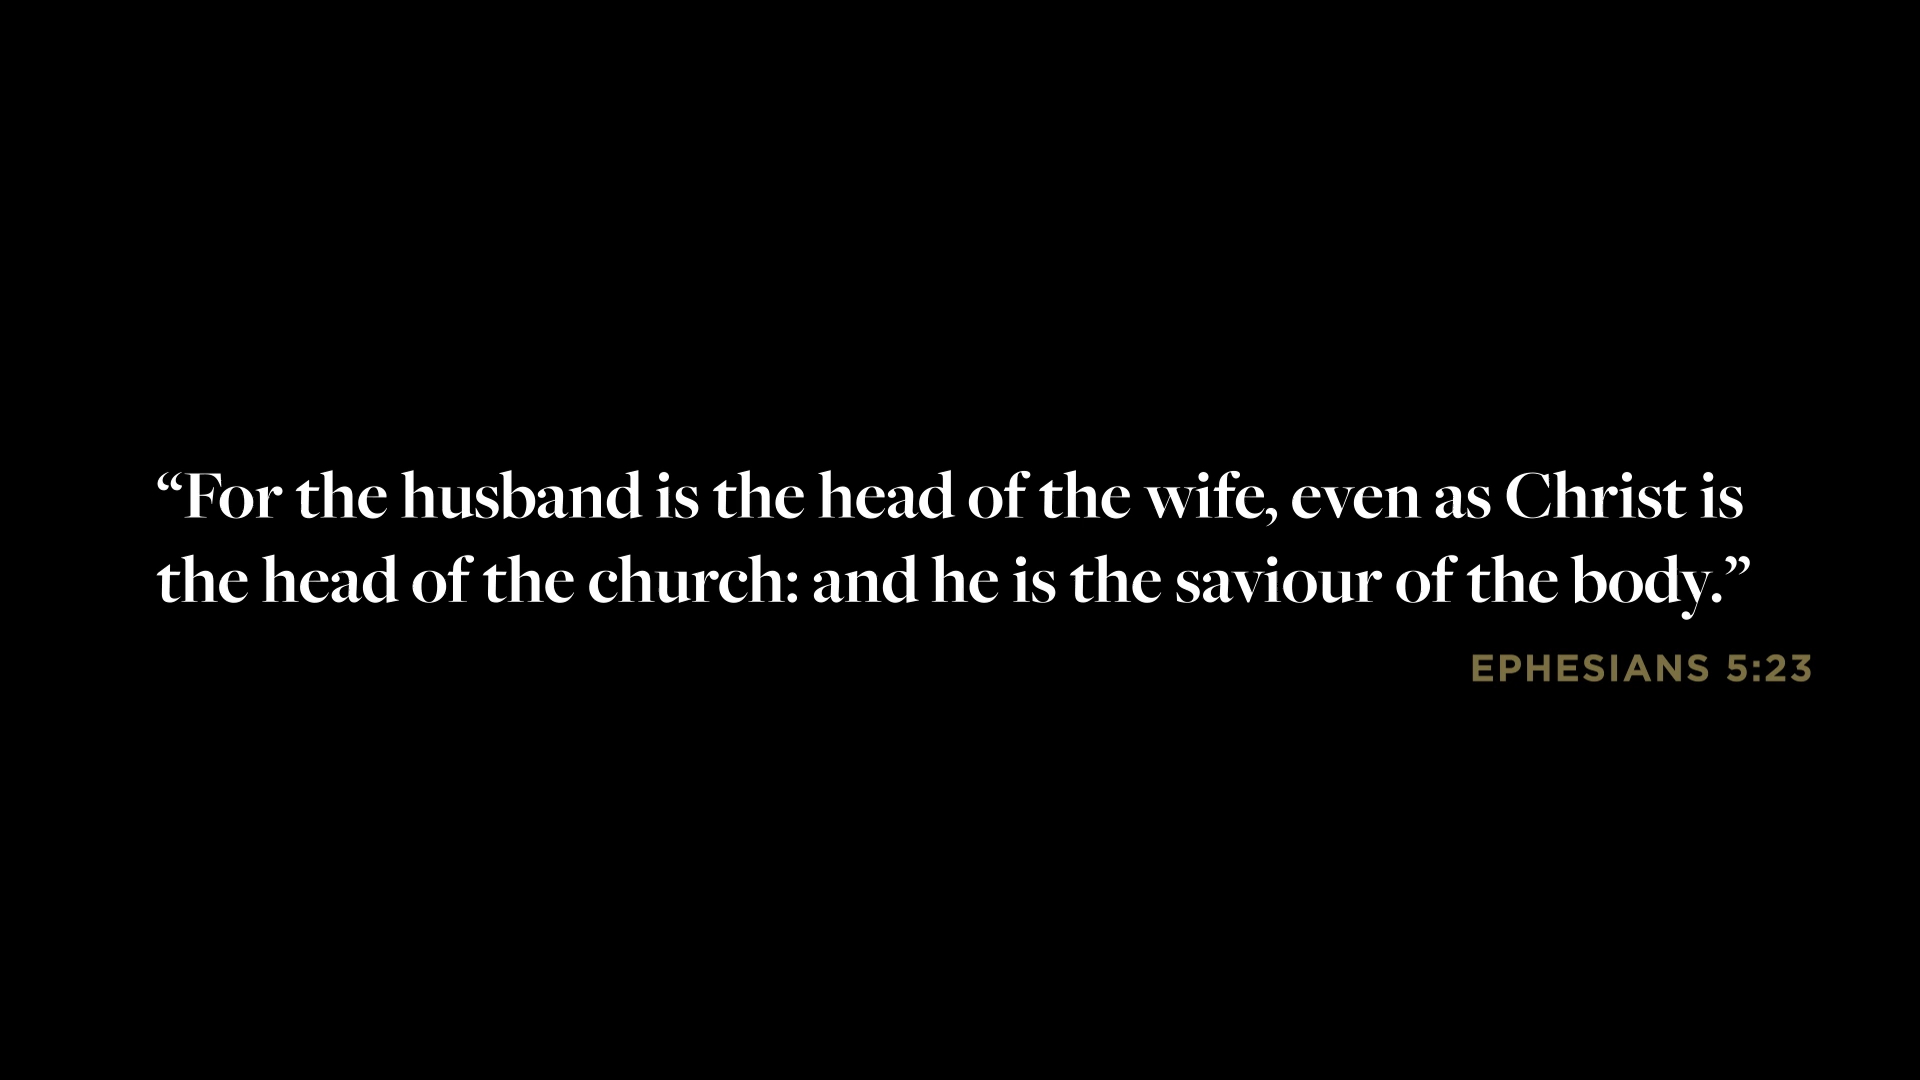 “For the husband is the head of the wife, even as Christ is
the head of the church: and he is the saviour of the body.”
EPHESIANS 5:23